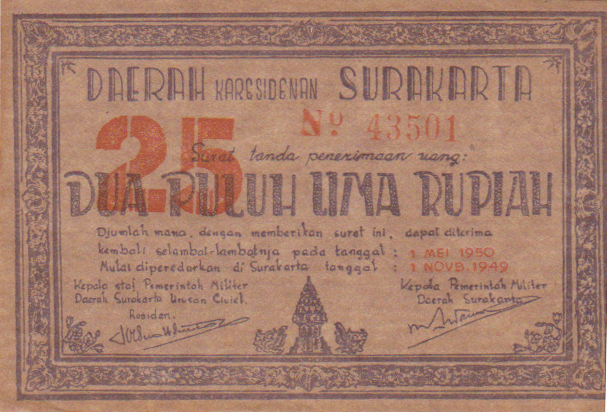 DAERAH KARESIDENAN SURAKARTA
25
No 43501
Surat tanda penerimaan uang:
DUA PULUH LIMA RUPIAH
Djumlah mana, dengan memberikan suret ini, dapat diterima
kembali selambat-lambatnja pada tanggal : 1 MEI 1950
Mulai diperedarkan di Surakarta tanggal : 1 NOVB. 1949
Kepala staf Pemerintah Militer
Daerah Surakarta Urusan Civiel.
Residen.
Kepala Pemerintah Militer
Daerah Surakarta